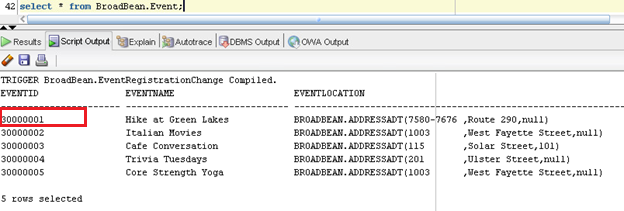 42 select * from BroadBean.Event;
Results Script Output Explain Autotrace DBMS Output OWA Output
TRIGGER BroadBean.EventRegistrationChange Compiled.
EVENTID EVENTNAME EVENTLOCATION
30000001 Hike at Green Lakes BROADBEAN.ADDRESSADT(7580-7676 ,Route 290,null)
30000002 Italian Movies BROADBEAN.ADDRESSADT(1003 ,West Fayette Street,null)
30000003 Cafe Conversation BROADBEAN.ADDRESSADT(115 ,Solar Street,101)
30000004 Trivia Tuesdays BROADBEAN.ADDRESSADT(201 ,Ulster Street,null)
30000005 Core Strength Yoga BROADBEAN.ADDRESSADT(1003 ,West Fayette Street,null)
5 rows selected